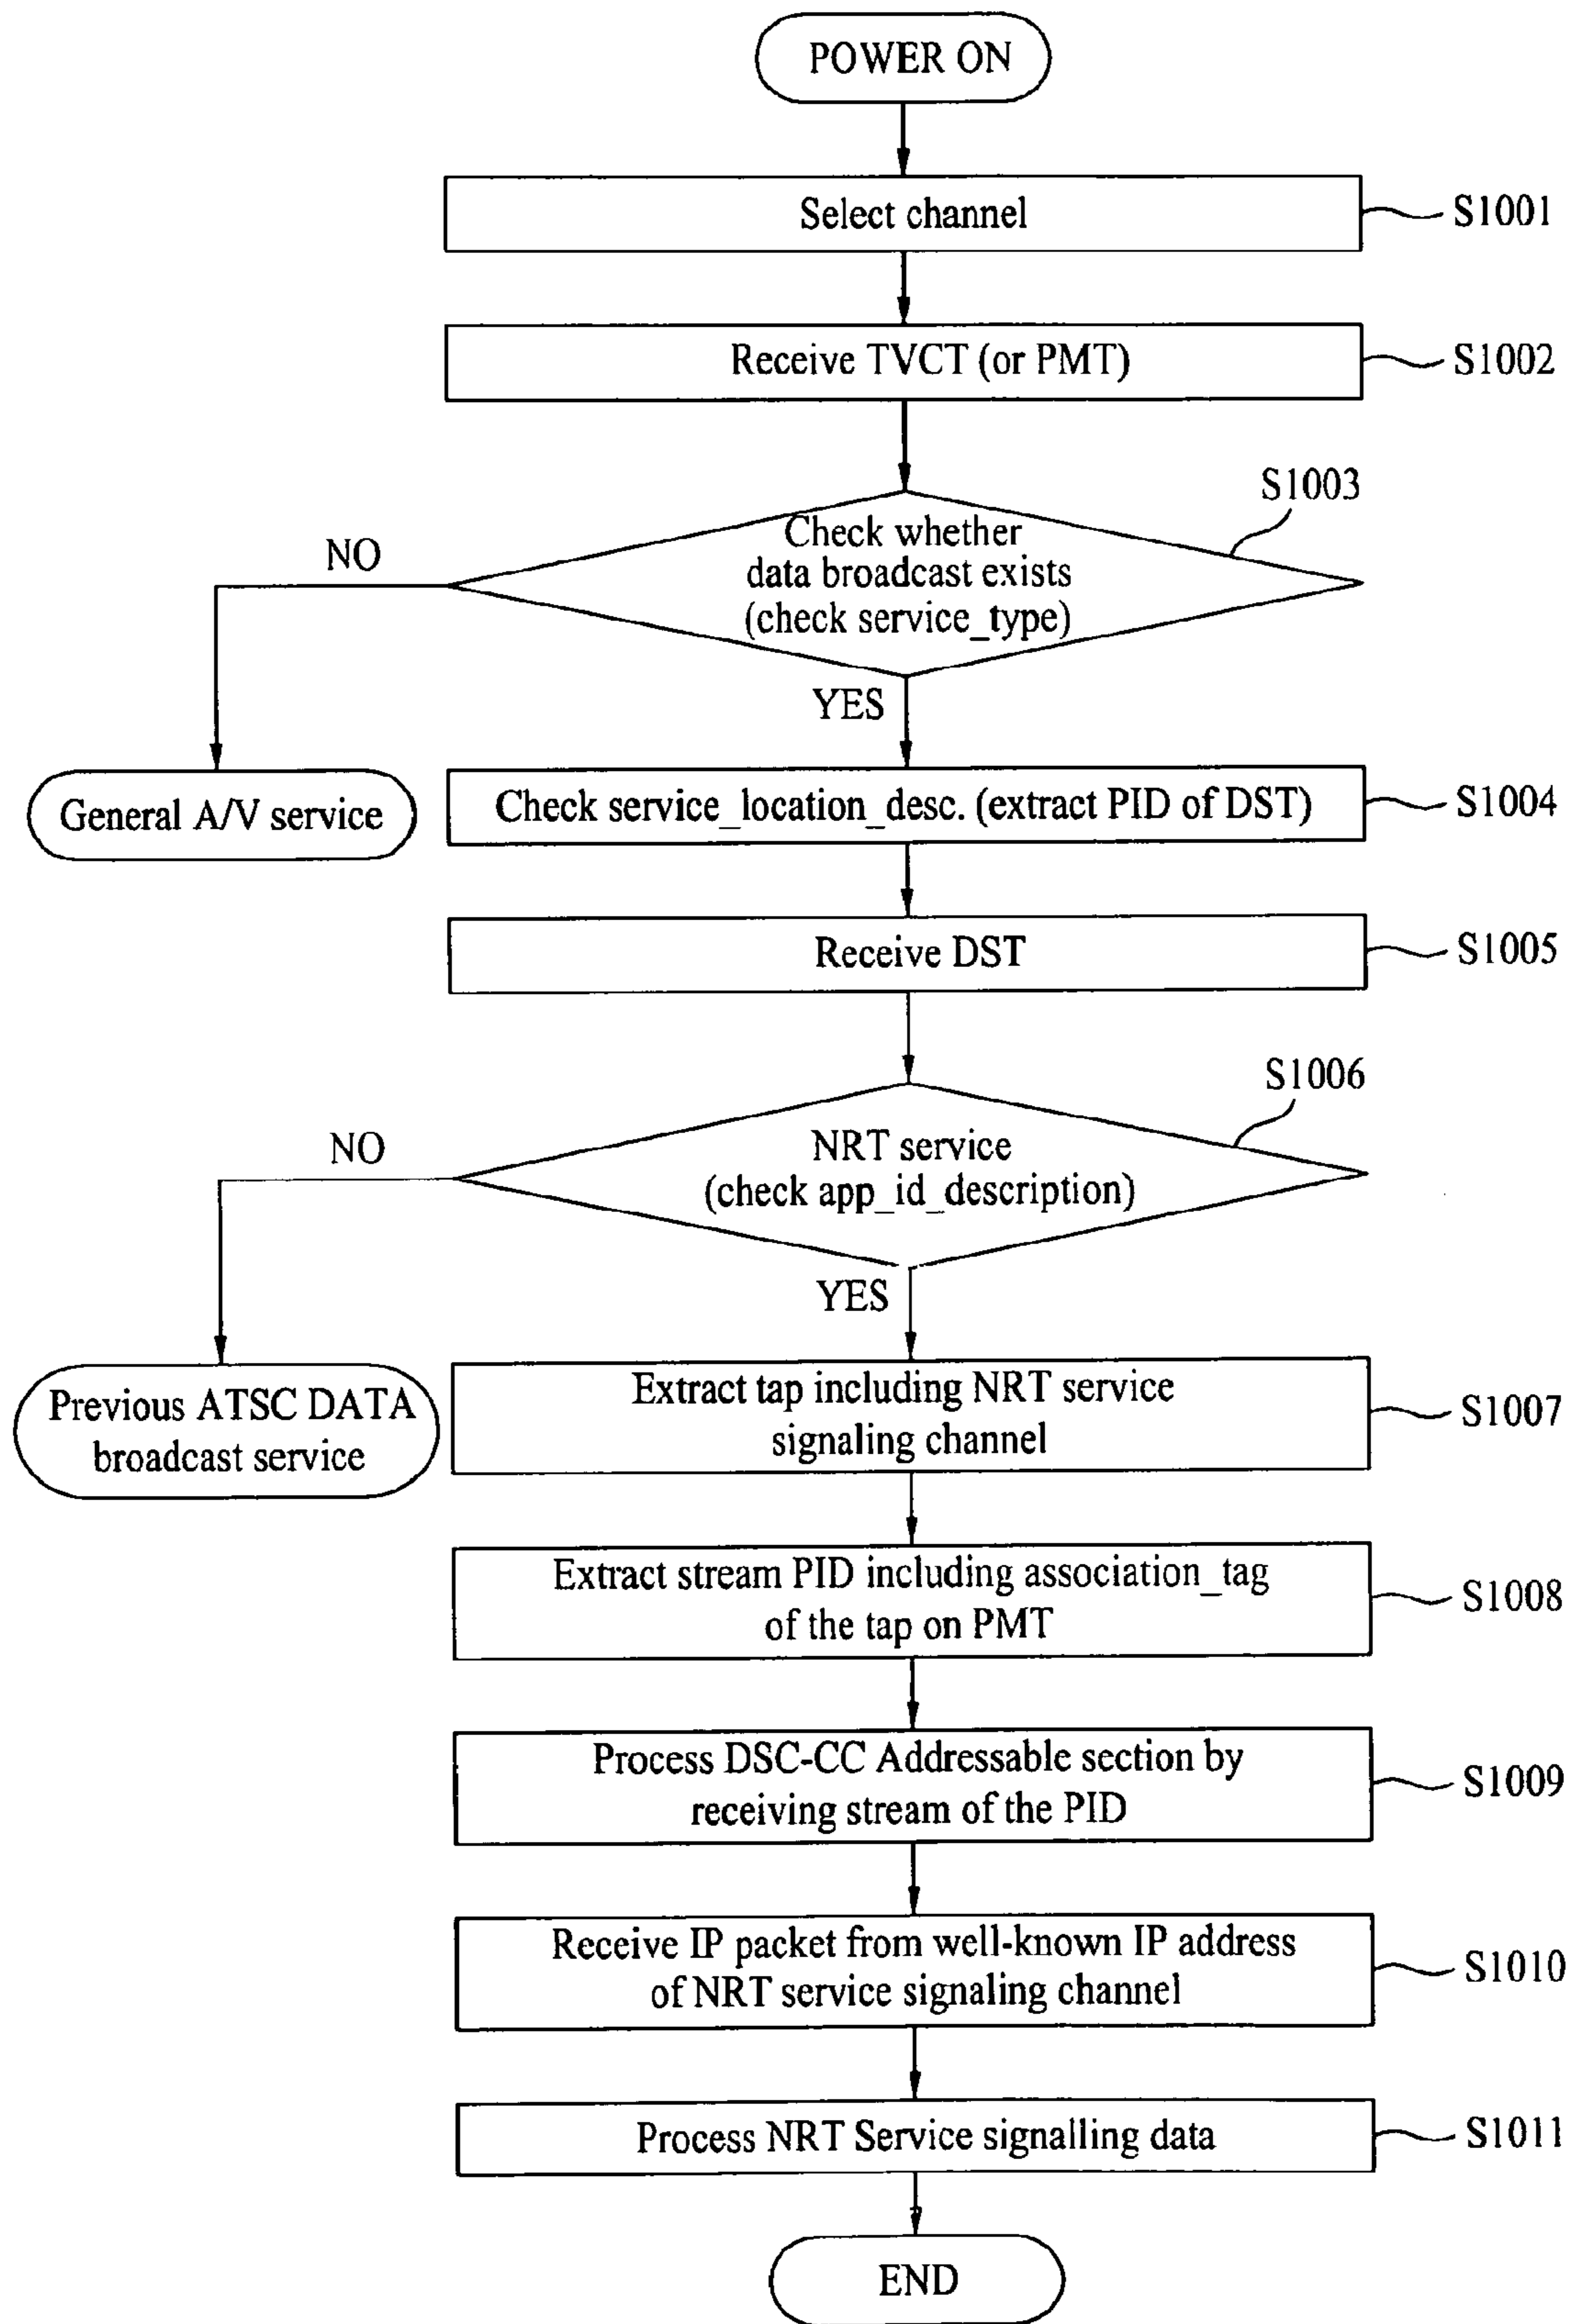 POWER ON
Select channel
S1001
Receive TVCT (or PMT)
S1002
S1003
Check whether
data broadcast exists
(check service_type)
NO
YES
General A/V service
Check service_location_desc. (extract PID of DST)
S1004
Receive DST
S1005
S1006
NRT service
(check app_id_description)
NO
YES
Previous ATSC DATA
broadcast service
Extract tap including NRT service
signaling channel
S1007
Extract stream PID including association_tag
of the tap on PMT
S1008
Process DSC-CC Addressable section by
receiving stream of the PID
S1009
Receive IP packet from well-known IP address
of NRT service signaling channel
S1010
Process NRT Service signalling data
S1011
END